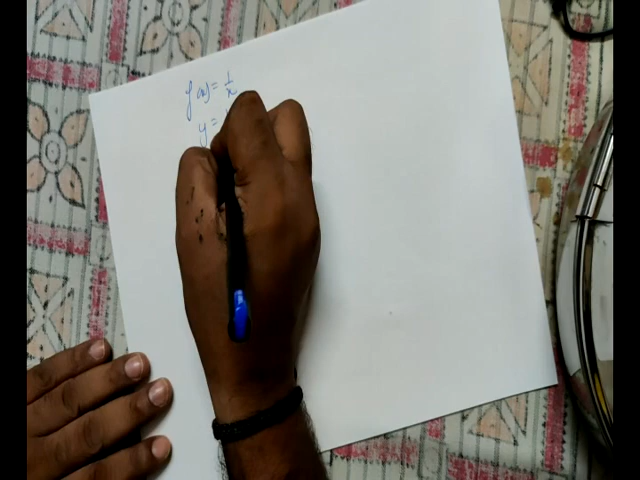 f(x) = 1/x
y =